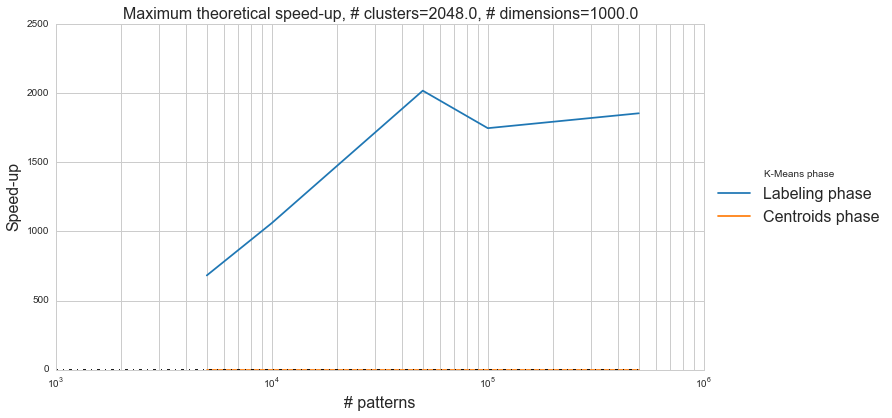 Maximum theoretical speed-up, # clusters=2048.0, # dimensions=1000.0
2500
2000
1500
1000
500
0
Speed-up
10^3
10^4
10^5
10^6
# patterns
K-Means phase
Labeling phase
Centroids phase